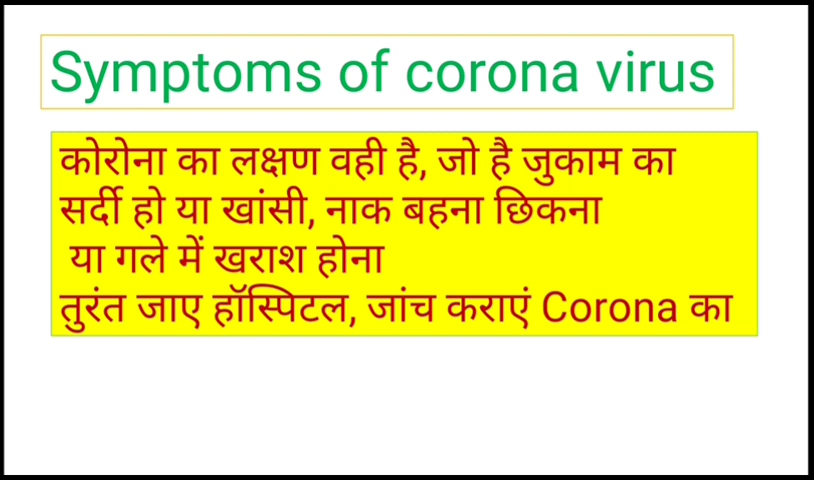 Symptoms of corona virus
कोरोना का लक्षण वही है, जो है जुकाम का
सर्दी हो या खांसी, नाक बहना छिकना
या गले में खराश होना
तुरंत जाए हॉस्पिटल, जांच कराएं Corona का